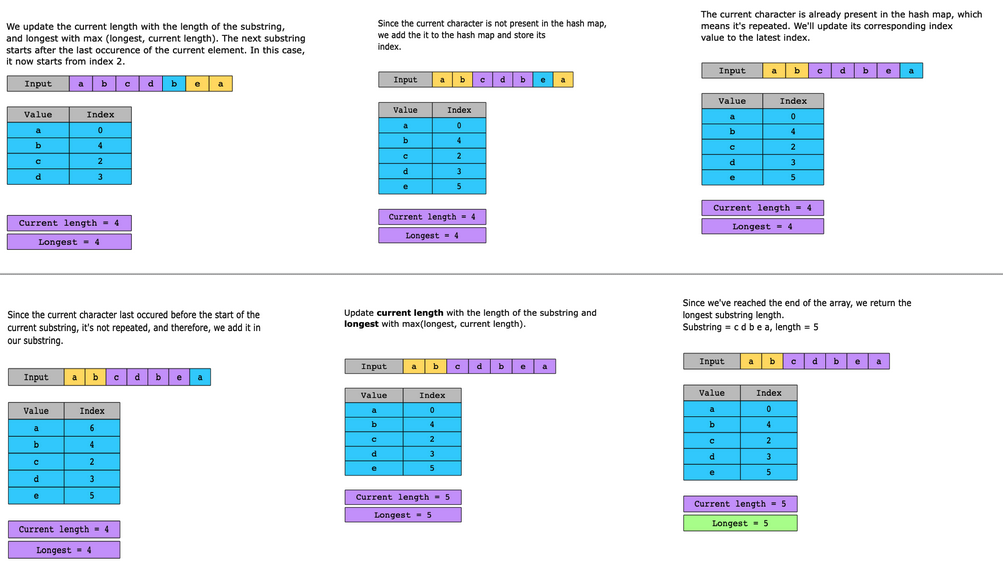 We update the current length with the length of the substring,
and longest with max (longest, current length). The next substring
starts after the last occurence of the current element. In this case,
it now starts from index 2.
Input a b c d b e a
Value Index
a 0
b 4
c 2
d 3
Current length = 4
Longest = 4
Since the current character is not present in the hash map,
we add the it to the hash map and store its
index.
Input a b c d b e a
Value Index
a 0
b 4
c 2
d 3
e 5
Current length = 4
Longest = 4
The current character is already present in the hash map, which
means it's repeated. We'll update its corresponding index
value to the latest index.
Input a b c d b e a
Value Index
a 0
b 4
c 2
d 3
e 5
Current length = 4
Longest = 4
Since the current character last occured before the start of the
current substring, it's not repeated, and therefore, we add it in
our substring.
Input a b c d b e a
Value Index
a 6
b 4
c 2
d 3
e 5
Current length = 4
Longest = 4
Update current length with the length of the substring and
longest with max(longest, current length).
Input a b c d b e a
Value Index
a 0
b 4
c 2
d 3
e 5
Current length = 5
Longest = 5
Since we've reached the end of the array, we return the
longest substring length.
Substring = c d b e a, length = 5
Input a b c d b e a
Value Index
a 0
b 4
c 2
d 3
e 5
Current length = 5
Longest = 5